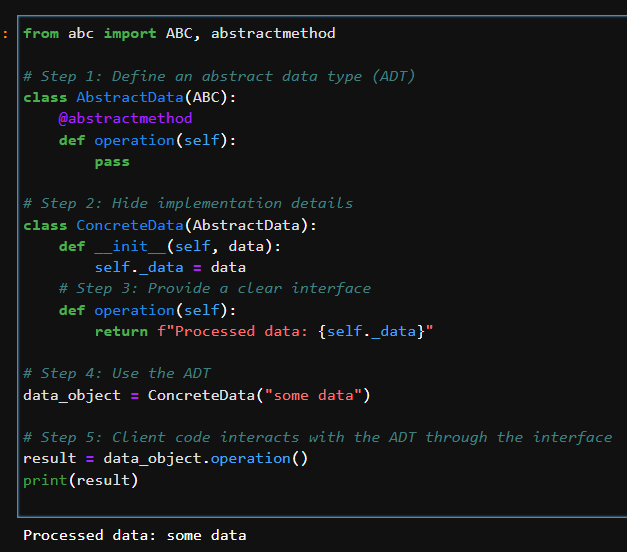 :
from abc import ABC, abstractmethod

# Step 1: Define an abstract data type (ADT)
class AbstractData(ABC):
    @abstractmethod
    def operation(self):
        pass

# Step 2: Hide implementation details
class ConcreteData(AbstractData):
    def __init__(self, data):
        self._data = data
    # Step 3: Provide a clear interface
    def operation(self):
        return f"Processed data: {self._data}"

# Step 4: Use the ADT
data_object = ConcreteData("some data")

# Step 5: Client code interacts with the ADT through the interface
result = data_object.operation()
print(result)

Processed data: some data